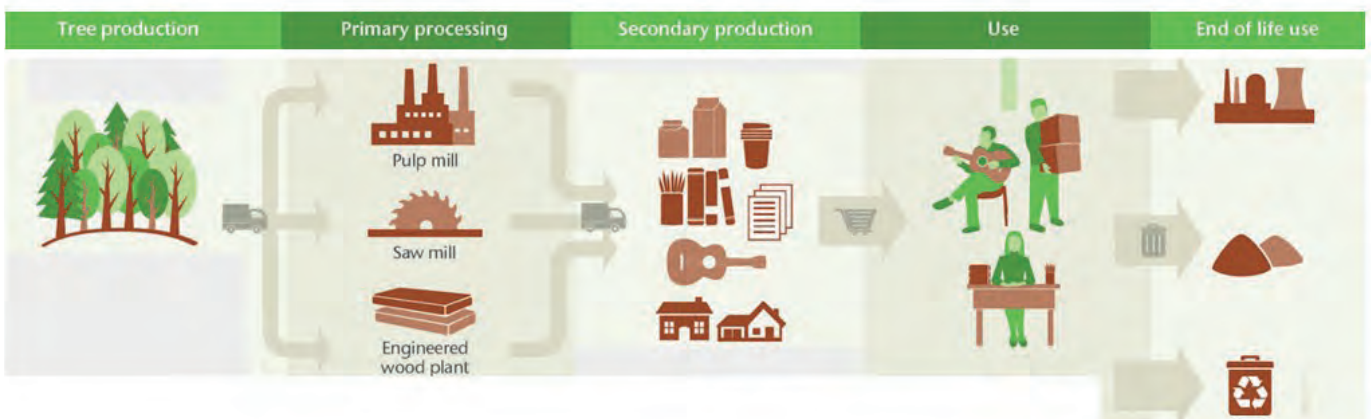 Tree production
Primary processing
Secondary production
Use
End of life use
Pulp mill
Saw mill
Engineered
wood plant